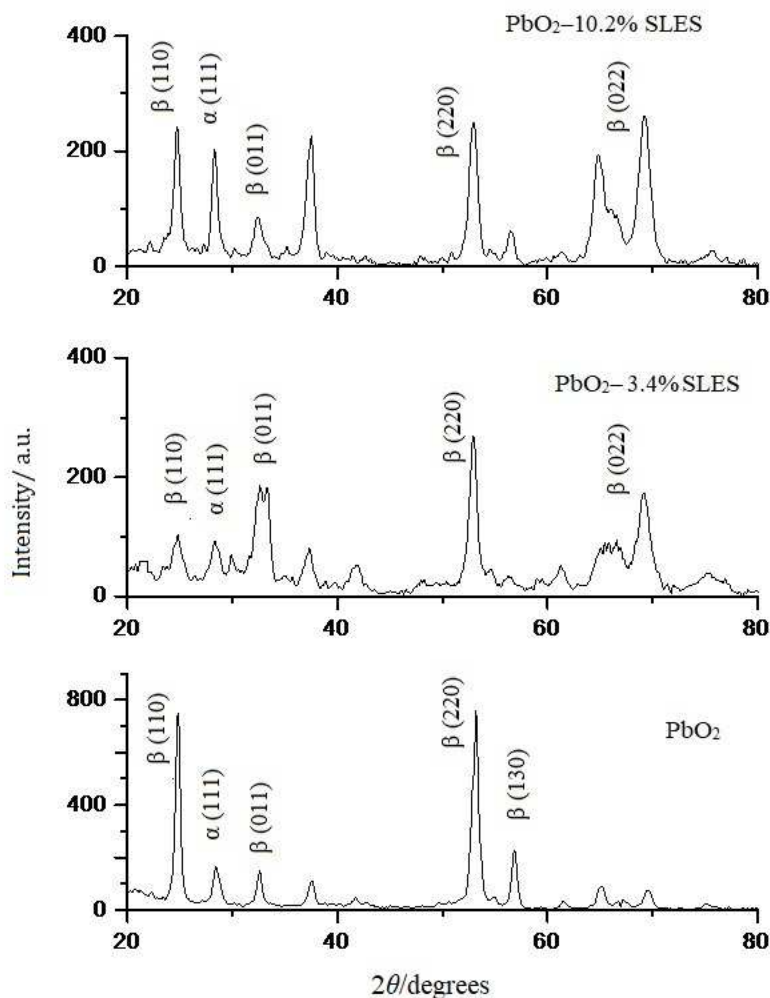 PbO₂–10.2% SLES
400
β (110)
α (111)
β (011)
β (220)
β (022)
200
0
20
40
60
80
PbO₂–3.4% SLES
400
β (110)
α (111)
β (011)
β (220)
β (022)
200
0
20
40
60
80
Intensity/ a.u.
PbO₂
800
β (110)
α (111)
β (011)
β (220)
β (130)
400
0
20
40
60
80
2θ/degrees